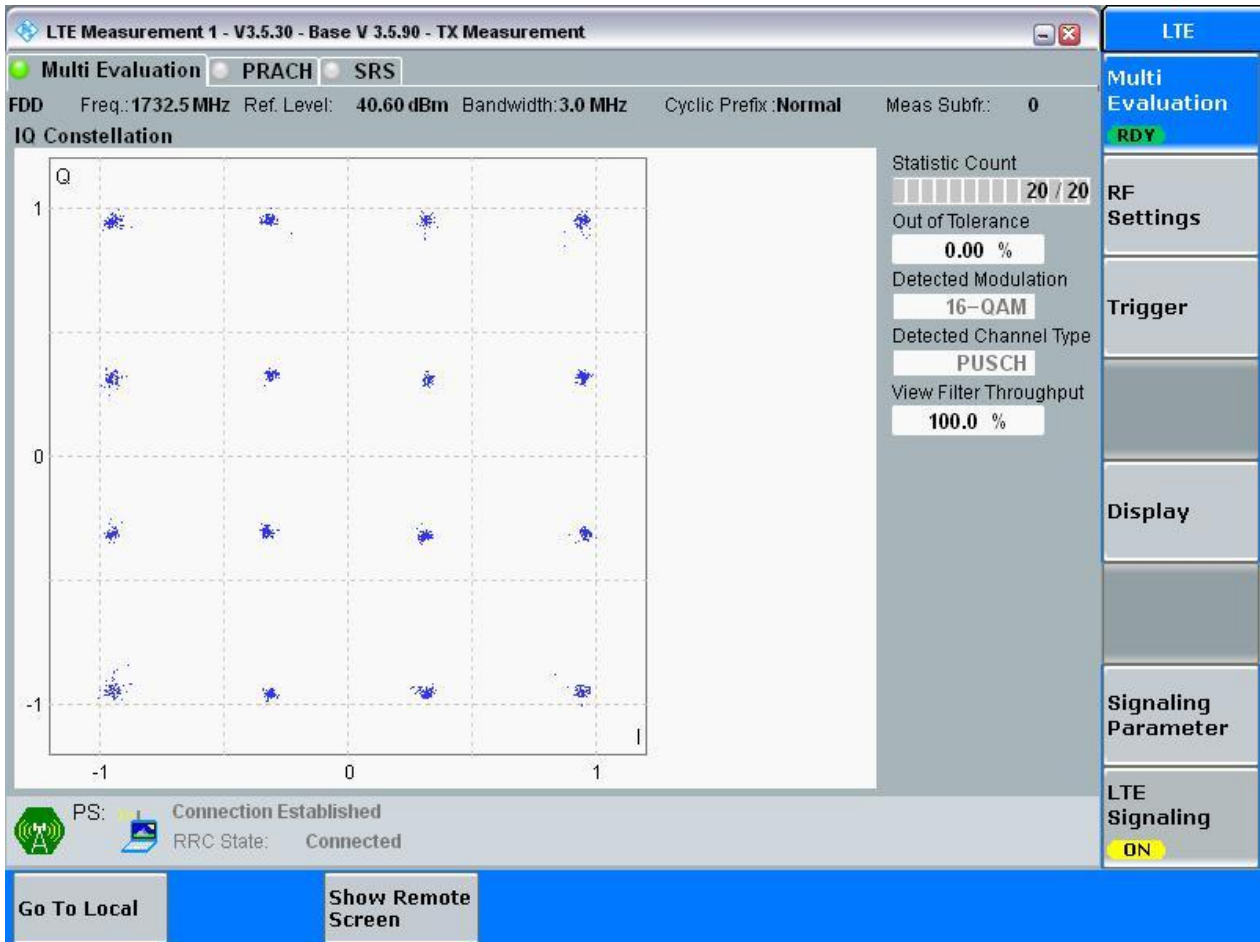 LTE Measurement 1 - V3.5.30 - Base V 3.5.90 - TX Measurement
Multi Evaluation PRACH SRS
FDD Freq.: 1732.5 MHz Ref. Level: 40.60 dBm Bandwidth: 3.0 MHz Cyclic Prefix : Normal Meas Subfr.: 0
IQ Constellation
Q
1
0
-1
I
-1 0 1
Statistic Count
20 / 20
Out of Tolerance
0.00 %
Detected Modulation
16-QAM
Detected Channel Type
PUSCH
View Filter Throughput
100.0 %
PS: Connection Established
RRC State: Connected
LTE
Multi
Evaluation
RDY
RF
Settings
Trigger
Display
Signaling
Parameter
LTE
Signaling
ON
Go To Local
Show Remote
Screen